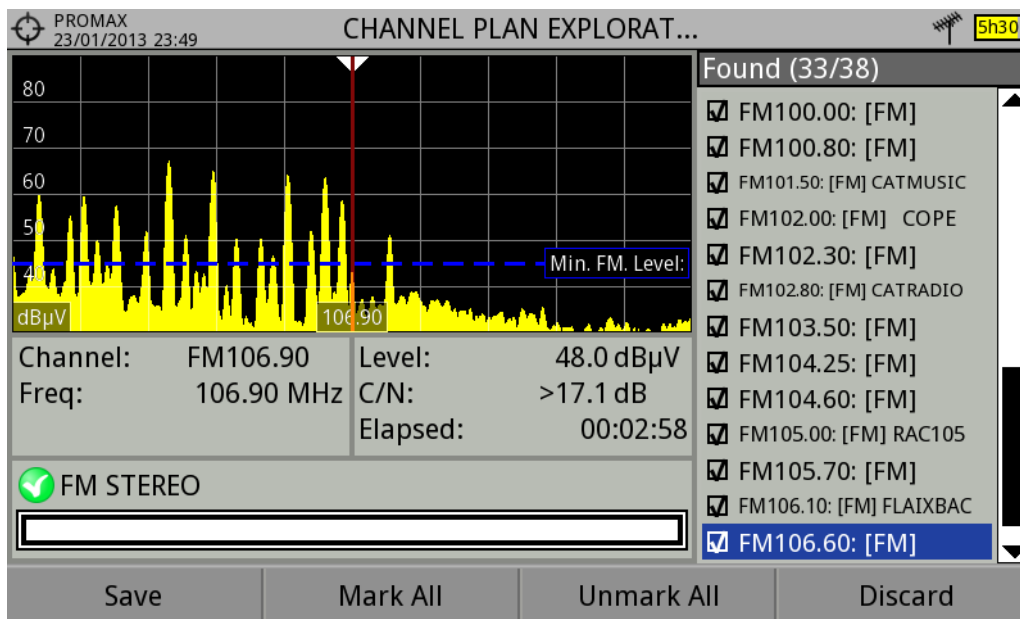 PROMAX
23/01/2013 23:49
CHANNEL PLAN EXPLORAT...
5h30
80
70
60
50
40
Min. FM. Level:
dBµV
106.90
Channel: FM106.90
Freq: 106.90 MHz
Level: 48.0 dBµV
C/N: >17.1 dB
Elapsed: 00:02:58
FM STEREO
Found (33/38)
FM100.00: [FM]
FM100.80: [FM]
FM101.50: [FM] CATMUSIC
FM102.00: [FM] COPE
FM102.30: [FM]
FM102.80: [FM] CATRADIO
FM103.50: [FM]
FM104.25: [FM]
FM104.60: [FM]
FM105.00: [FM] RAC105
FM105.70: [FM]
FM106.10: [FM] FLAIXBAC
FM106.60: [FM]
Save
Mark All
Unmark All
Discard